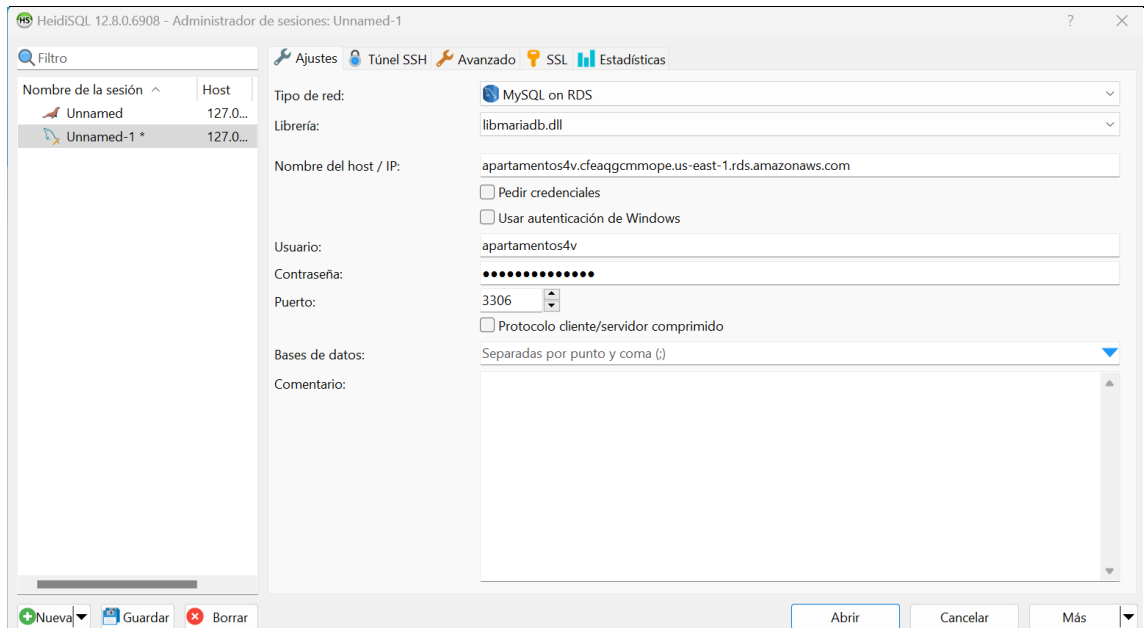 HeidiSQL 12.8.0.6908 - Administrador de sesiones: Unnamed-1
Filtro
Nombre de la sesión Host
Unnamed 127.0...
Unnamed-1 * 127.0...
Ajustes Túnel SSH Avanzado SSL Estadísticas
Tipo de red: MySQL on RDS
Librería: libmariadb.dll
Nombre del host / IP: apartamentos4v.cfeaqgcmmope.us-east-1.rds.amazonaws.com
Pedir credenciales
Usar autenticación de Windows
Usuario: apartamentos4v
Contraseña: ●●●●●●●●●●●●●●
Puerto: 3306
Protocolo cliente/servidor comprimido
Bases de datos: Separadas por punto y coma (;)
Comentario:
Nueva Guardar Borrar Abrir Cancelar Más